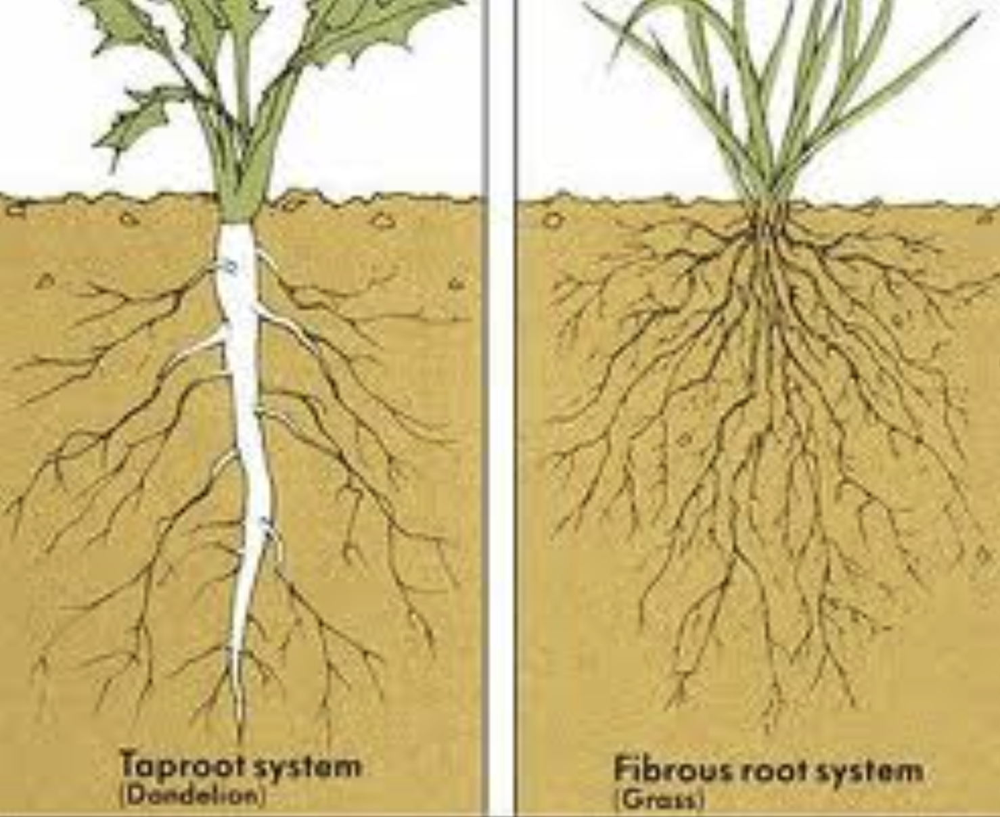 Taproot system
(Dandelion)
Fibrous root system
(Grass)